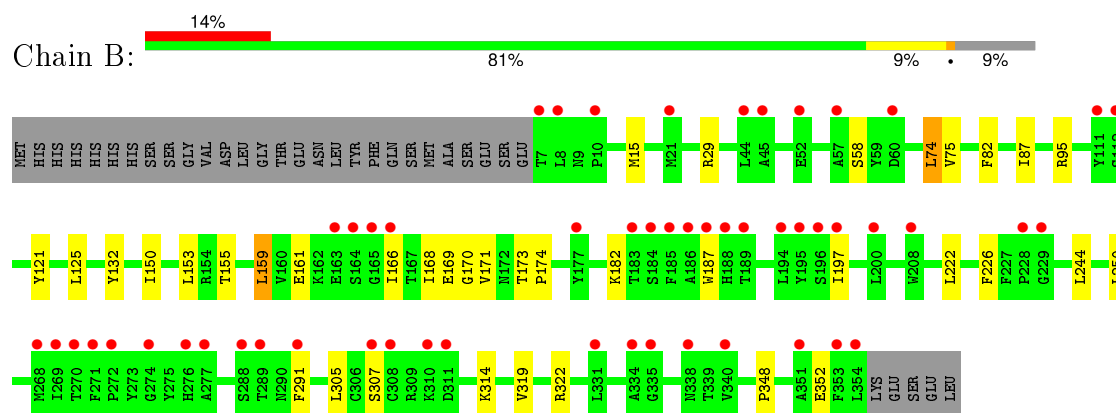 14%
Chain B:
81% 9% • 9%
MET HIS HIS HIS HIS HIS HIS SER SER GLY VAL ASP LEU GLY THR GLU ASN LEU TYR PHE GLN SER MET ALA SER GLU SER GLU T7 L8 N9 P10 M15 M21 R29 L44 A45 E52 A57 S58 Y59 D60 L74 V75 F82 I87 R95 Y111
Y121 L125 Y132 I150 L153 R154 T155 L159 V160 E161 K162 E163 S164 G165 I166 T167 I168 E169 G170 V171 N172 T173 P174 Y177 K182 T183 S184 F185 A186 W187 H188 T189 L194 Y195 S196 I197 L200 W208 L222 F226 F227 P228 G229 L244
M268 I269 T270 F271 P272 Y273 G274 Y275 H276 A277 S288 T289 N290 F291 L305 C306 S307 C308 R309 K310 D311 K314 V319 R322 L331 A334 G335 N338 T339 V340 P348 A351 E352 F353 L354 LYS GLU SER GLU LEU